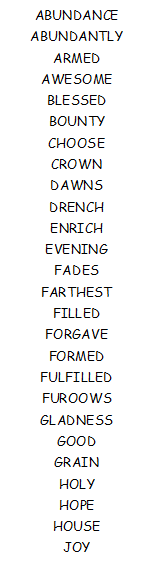 ABUNDANCE
ABUNDANTLY
ARMED
AWESOME
BLESSED
BOUNTY
CHOOSE
CROWN
DAWNS
DRENCH
ENRICH
EVENING
FADES
FARTHEST
FILLED
FORGAVE
FORMED
FULFILLED
FUROOWS
GLADNESS
GOOD
GRAIN
HOLY
HOPE
HOUSE
JOY